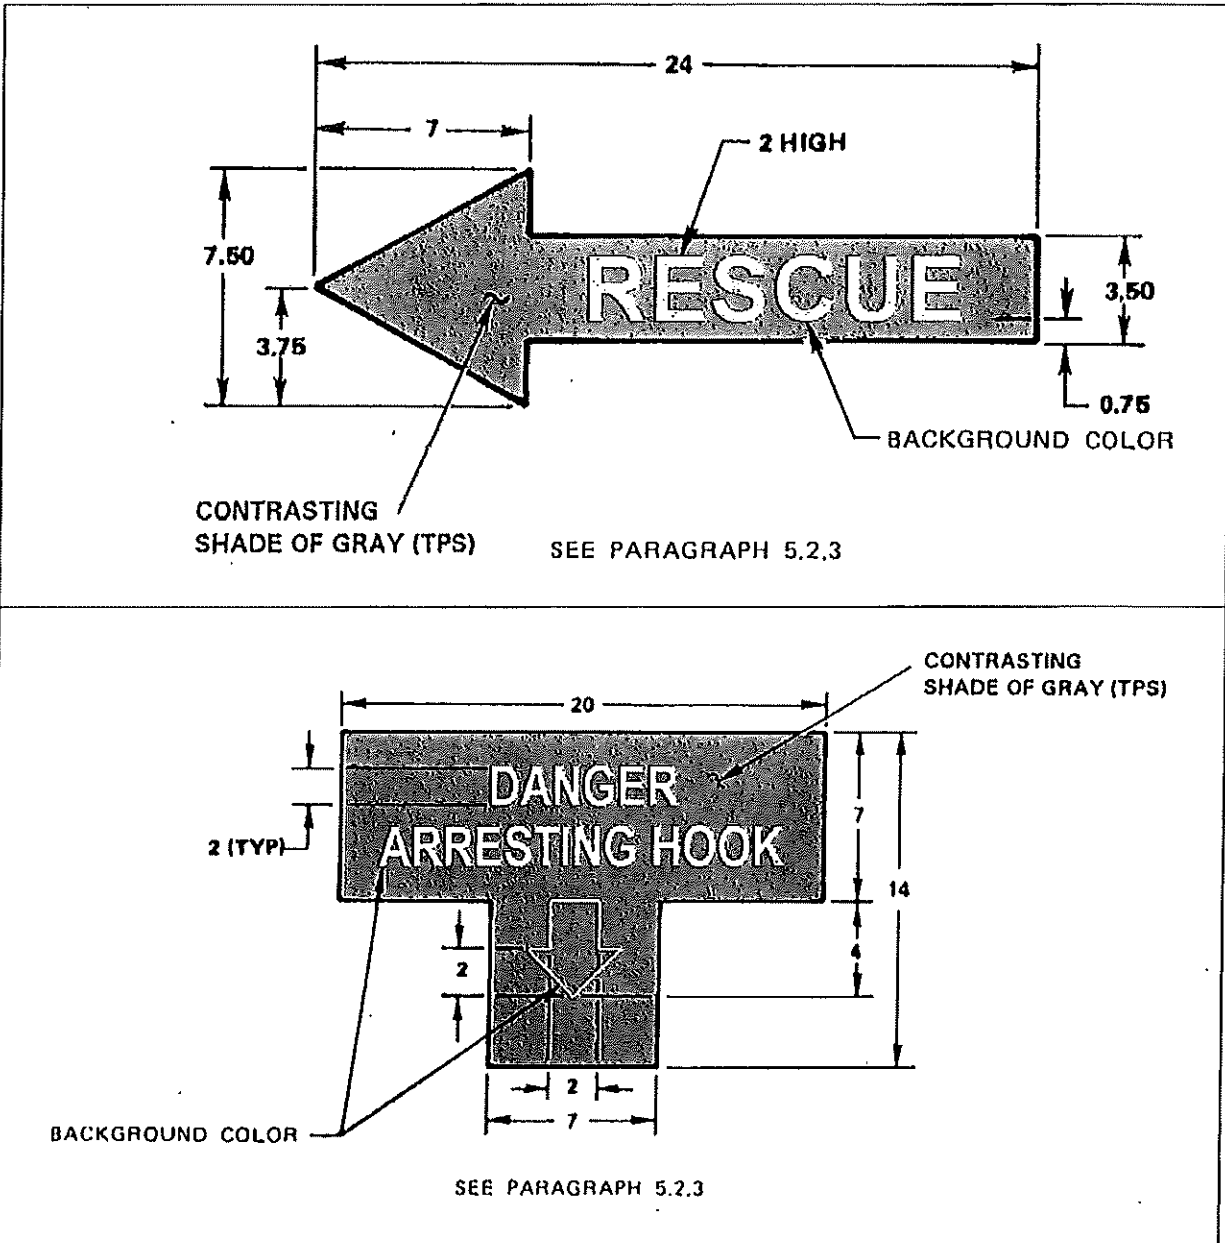 24
7
2 HIGH
7.50
RESCUE
3.50
3.75
0.75
BACKGROUND COLOR
CONTRASTING
SHADE OF GRAY (TPS)
SEE PARAGRAPH 5.2.3
CONTRASTING
SHADE OF GRAY (TPS)
20
DANGER
7
2 (TYP)
ARRESTING HOOK
14
4
2
2
7
BACKGROUND COLOR
SEE PARAGRAPH 5.2.3